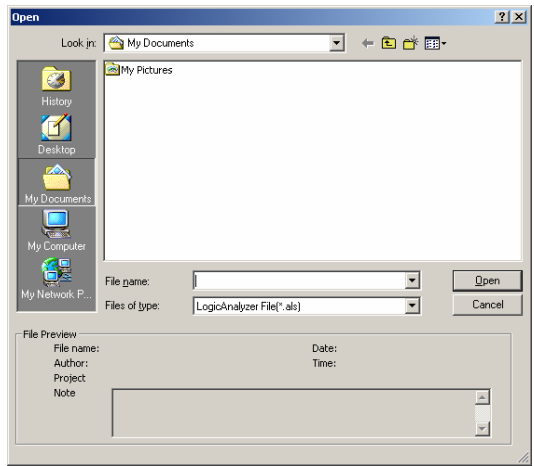 Open
Look in: My Documents
My Pictures
History
Desktop
My Documents
My Computer
My Network P...
File name: Open
Files of type: LogicAnalyzer File(*.als) Cancel
File Preview
File name: Date:
Author: Time:
Project
Note